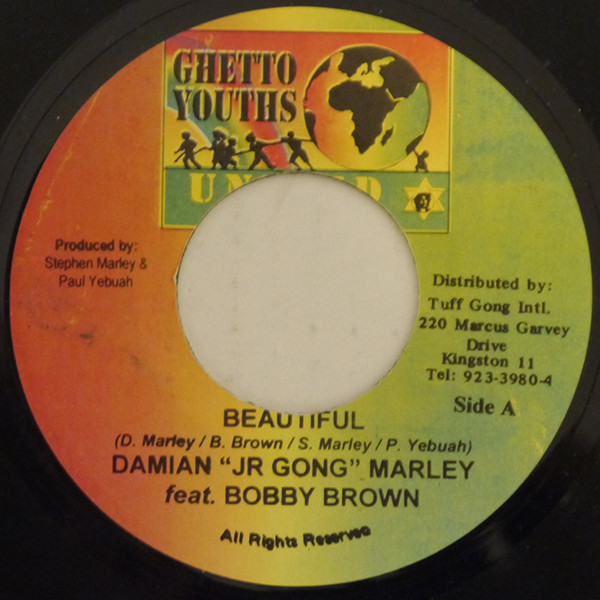 GHETTO
YOUTHS
Produced by:
Stephen Marley &
Paul Yebuah
Distributed by:
Tuff Gong Intl.
220 Marcus Garvey
Drive
Kingston 11
Tel: 923-3980-4
Side A
BEAUTIFUL
(D. Marley / B. Brown / S. Marley / P. Yebuah)
DAMIAN "JR GONG" MARLEY
feat. BOBBY BROWN
All Rights Reserved